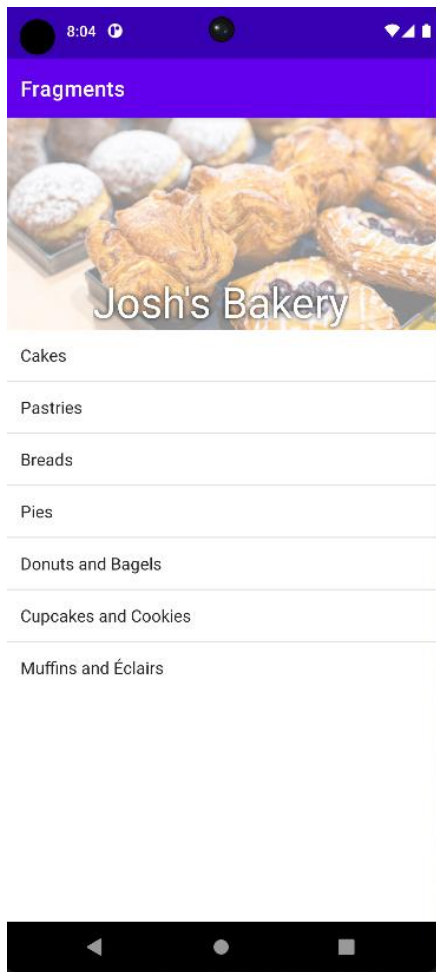 8:04
Fragments
Josh's Bakery
Cakes
Pastries
Breads
Pies
Donuts and Bagels
Cupcakes and Cookies
Muffins and Éclairs